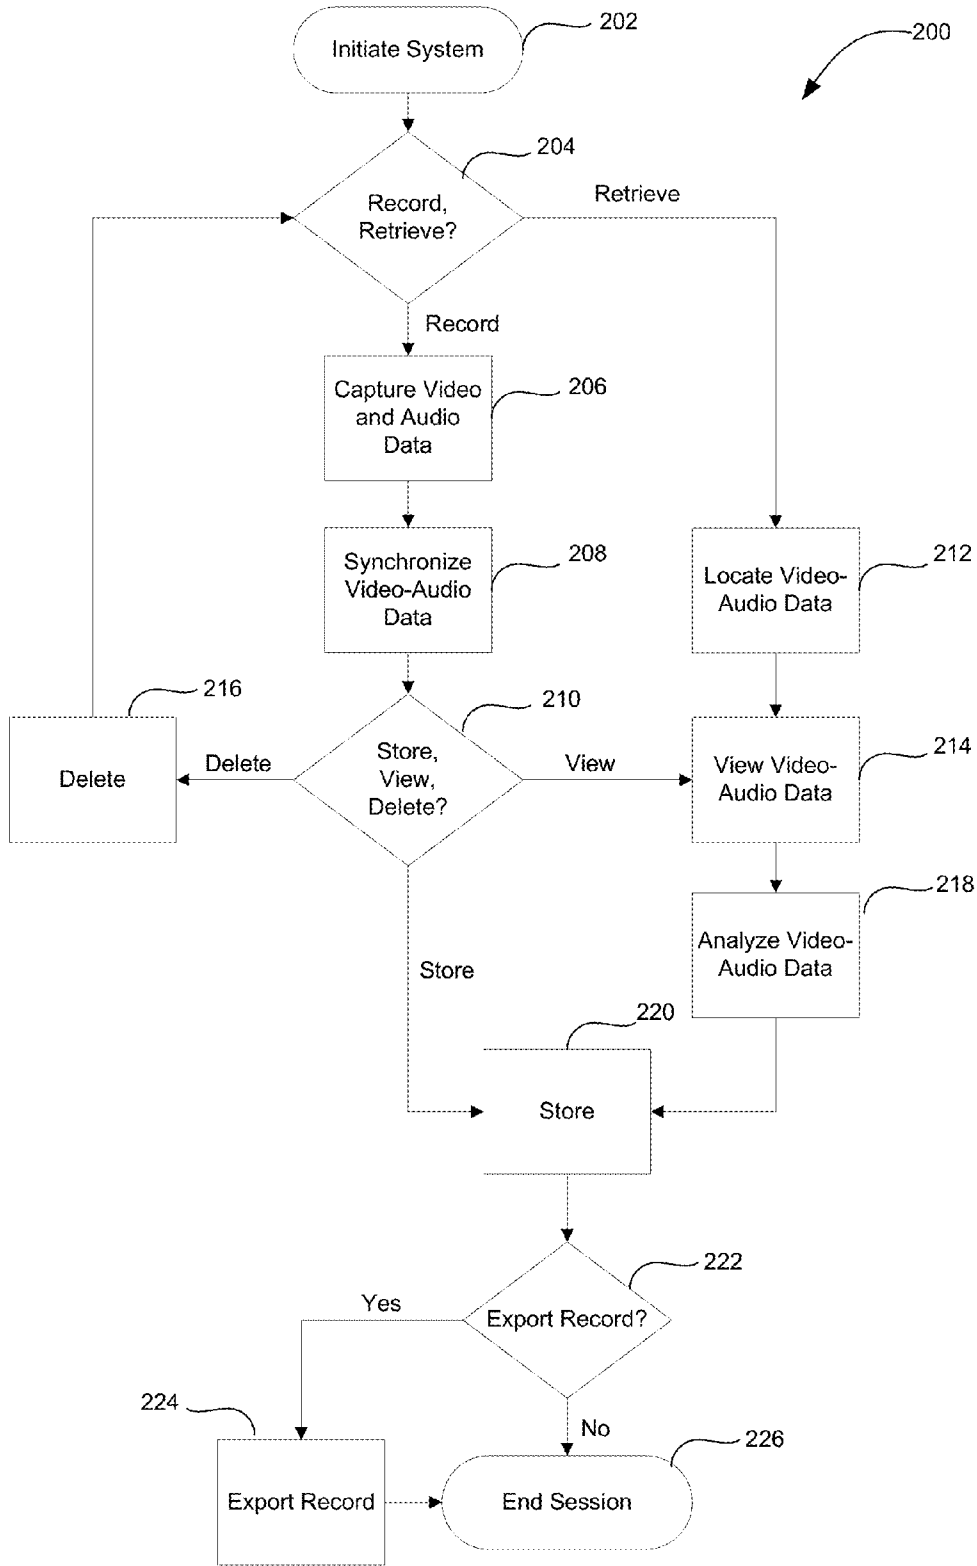 202
Initiate System
200
204
Record,
Retrieve?
Retrieve
Record
Capture Video
and Audio
Data
206
Synchronize
Video-Audio
Data
208
Locate Video-
Audio Data
212
216
Delete
Delete
210
Store,
View,
Delete?
View
View Video-
Audio Data
214
218
Analyze Video-
Audio Data
Store
220
Store
222
Export Record?
Yes
No
224
Export Record
226
End Session